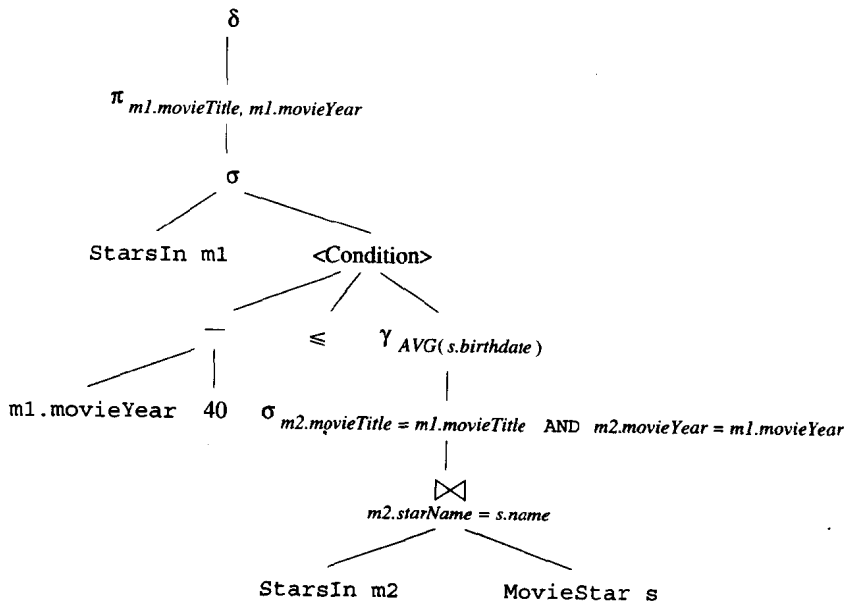 δ
π m1.movieTitle, m1.movieYear
σ
StarsIn m1 <Condition>
— ≤ γ AVG(s.birthdate)
m1.movieYear 40 σ m2.movieTitle = m1.movieTitle AND m2.movieYear = m1.movieYear
⋈
m2.starName = s.name
StarsIn m2 MovieStar s